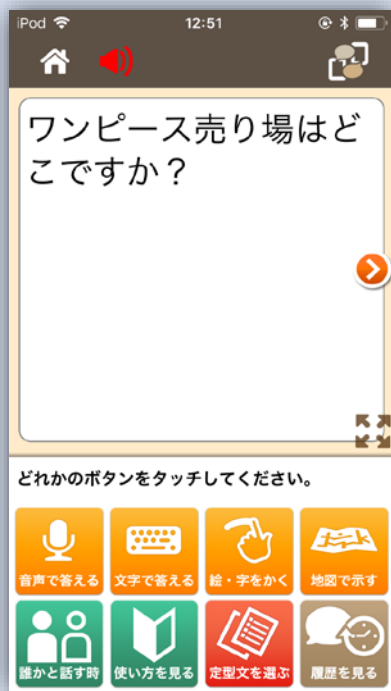 iPod 12:51
ワンピース売り場はど
こですか？
どれかのボタンをタッチしてください。
音声で答える 文字で答える 絵・字をかく 地図で示す
誰かと話す時 使い方を見る 定型文を選ぶ 履歴を見る